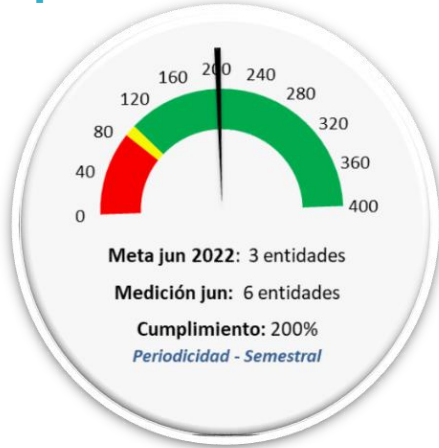 0
40
80
120
160
200
240
280
320
360
400
Meta jun 2022: 3 entidades
Medición jun: 6 entidades
Cumplimiento: 200%
Periodicidad - Semestral